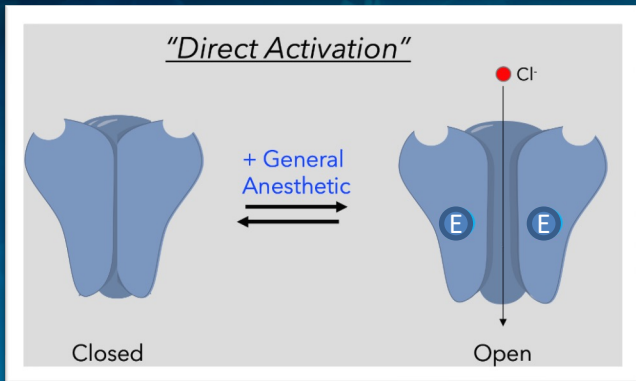 "Direct Activation"
Cl-
+ General
Anesthetic
E
E
Closed
Open